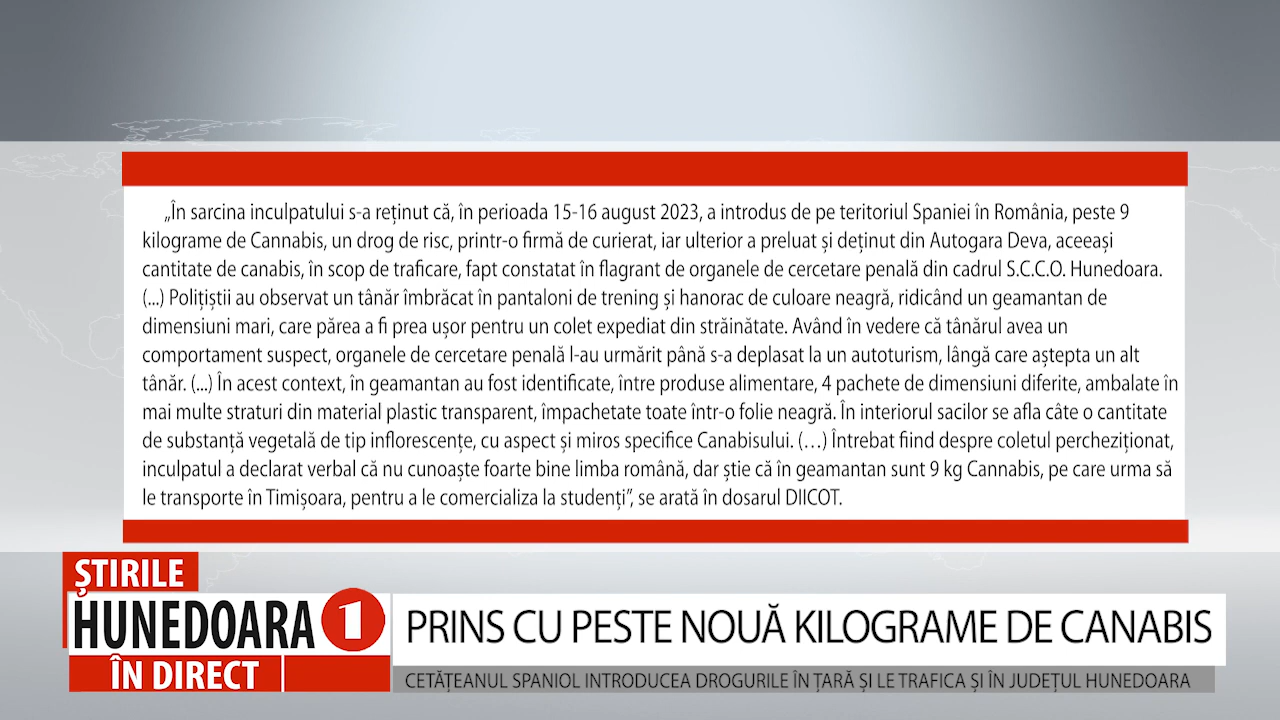 „În sarcina inculpatului s-a reținut că, în perioada 15-16 august 2023, a introdus de pe teritoriul Spaniei în România, peste 9
kilograme de Cannabis, un drog de risc, printr-o firmă de curierat, iar ulterior a preluat și deținut din Autogara Deva, aceeași
cantitate de canabis, în scop de traficare, fapt constatat în flagrant de organele de cercetare penală din cadrul S.C.C.O. Hunedoara.
(...) Polițiștii au observat un tânăr îmbrăcat în pantaloni de trening și hanorac de culoare neagră, ridicând un geamantan de
dimensiuni mari, care părea a fi prea ușor pentru un colet expediat din străinătate. Având în vedere că tânărul avea un
comportament suspect, organele de cercetare penală l-au urmărit până s-a deplasat la un autoturism, lângă care aștepta un alt
tânăr. (...) În acest context, în geamantan au fost identificate, între produse alimentare, 4 pachete de dimensiuni diferite, ambalate în
mai multe straturi din material plastic transparent, împachetate toate într-o folie neagră. În interiorul sacilor se afla câte o cantitate
de substanță vegetală de tip inflorescențe, cu aspect și miros specifice Canabisului. (…) Întrebat fiind despre coletul percheziționat,
inculpatul a declarat verbal că nu cunoaște foarte bine limba română, dar știe că în geamantan sunt 9 kg Cannabis, pe care urma să
le transporte în Timișoara, pentru a le comercializa la studenți”, se arată în dosarul DIICOT.
ȘTIRILE
HUNEDOARA 1
ÎN DIRECT
PRINS CU PESTE NOUĂ KILOGRAME DE CANABIS
CETĂȚEANUL SPANIOL INTRODUCEA DROGURILE ÎN ȚARĂ ȘI LE TRAFICA ȘI ÎN JUDEȚUL HUNEDOARA